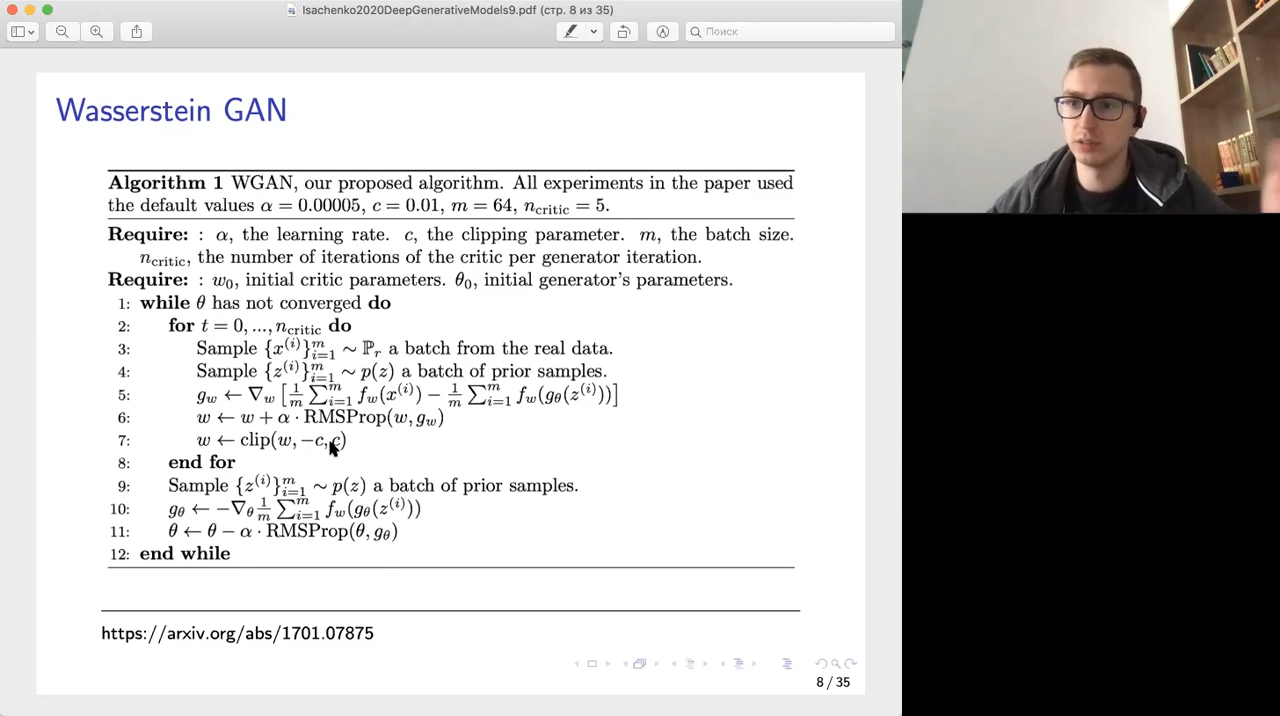 Isachenko2020DeepGenerativeModels9.pdf (стр. 8 из 35)
Поиск
Wasserstein GAN
Algorithm 1 WGAN, our proposed algorithm. All experiments in the paper used
the default values α = 0.00005, c = 0.01, m = 64, n_critic = 5.
Require: : α, the learning rate. c, the clipping parameter. m, the batch size.
n_critic, the number of iterations of the critic per generator iteration.
Require: : w_0, initial critic parameters. θ_0, initial generator's parameters.
1: while θ has not converged do
2: for t = 0, ..., n_critic do
3: Sample {x^(i)}_{i=1}^m ∼ ℙ_r a batch from the real data.
4: Sample {z^(i)}_{i=1}^m ∼ p(z) a batch of prior samples.
5: g_w ← ∇_w [1/m ∑_{i=1}^m f_w(x^(i)) − 1/m ∑_{i=1}^m f_w(g_θ(z^(i)))]
6: w ← w + α · RMSProp(w, g_w)
7: w ← clip(w, −c, c)
8: end for
9: Sample {z^(i)}_{i=1}^m ∼ p(z) a batch of prior samples.
10: g_θ ← −∇_θ 1/m ∑_{i=1}^m f_w(g_θ(z^(i)))
11: θ ← θ − α · RMSProp(θ, g_θ)
12: end while
https://arxiv.org/abs/1701.07875
8 / 35